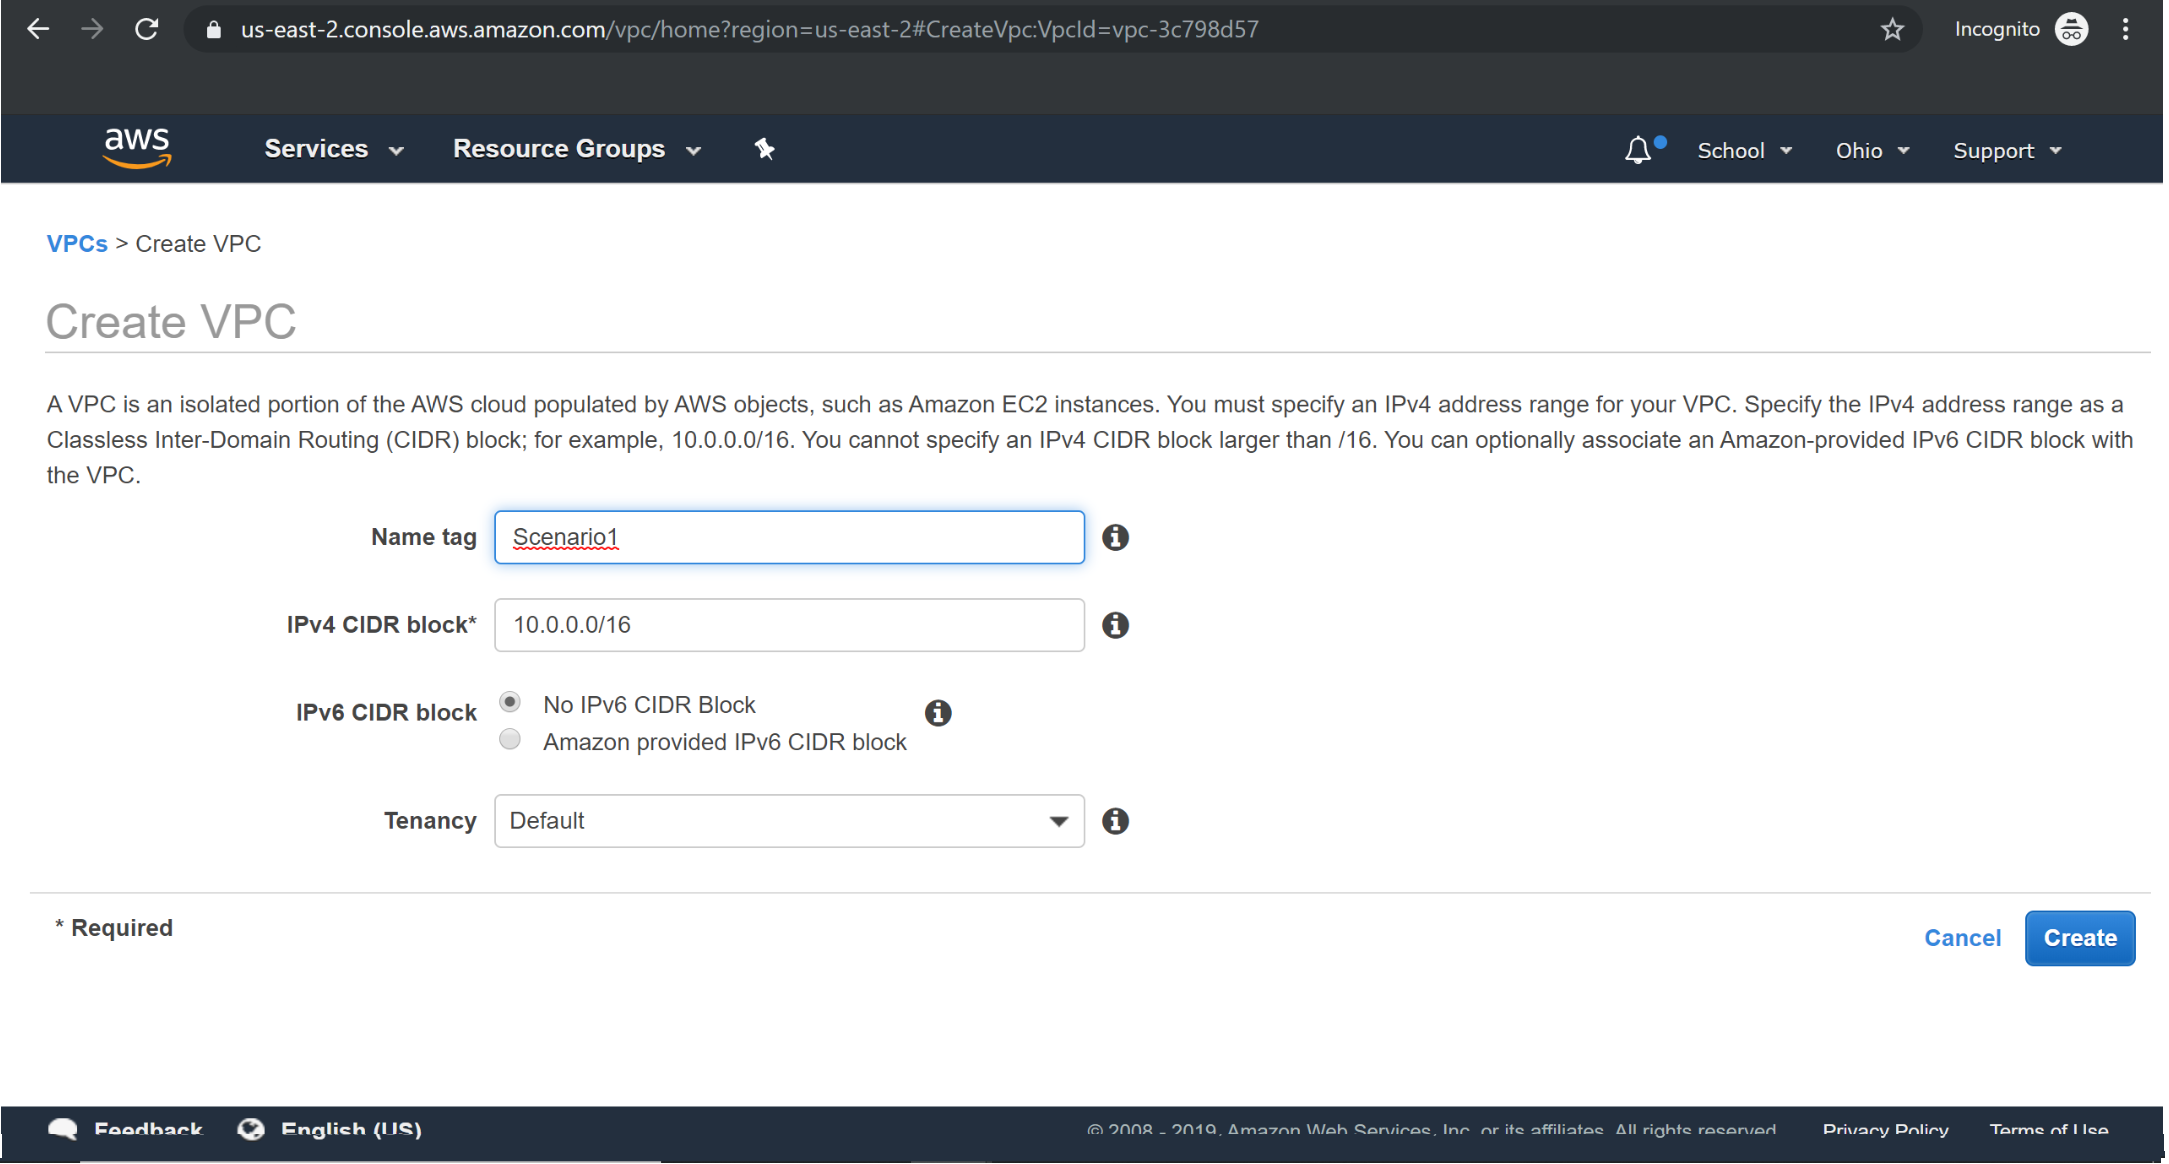 us-east-2.console.aws.amazon.com/vpc/home?region=us-east-2#CreateVpc:VpcId=vpc-3c798d57
Incognito
aws
Services
Resource Groups
School
Ohio
Support
VPCs > Create VPC
Create VPC
A VPC is an isolated portion of the AWS cloud populated by AWS objects, such as Amazon EC2 instances. You must specify an IPv4 address range for your VPC. Specify the IPv4 address range as a
Classless Inter-Domain Routing (CIDR) block; for example, 10.0.0.0/16. You cannot specify an IPv4 CIDR block larger than /16. You can optionally associate an Amazon-provided IPv6 CIDR block with
the VPC.
Name tag
Scenario1
IPv4 CIDR block*
10.0.0.0/16
IPv6 CIDR block
No IPv6 CIDR Block
Amazon provided IPv6 CIDR block
Tenancy
Default
* Required
Cancel
Create
Feedback
English (US)
© 2008 - 2019, Amazon Web Services, Inc. or its affiliates. All rights reserved.
Privacy Policy
Terms of Use